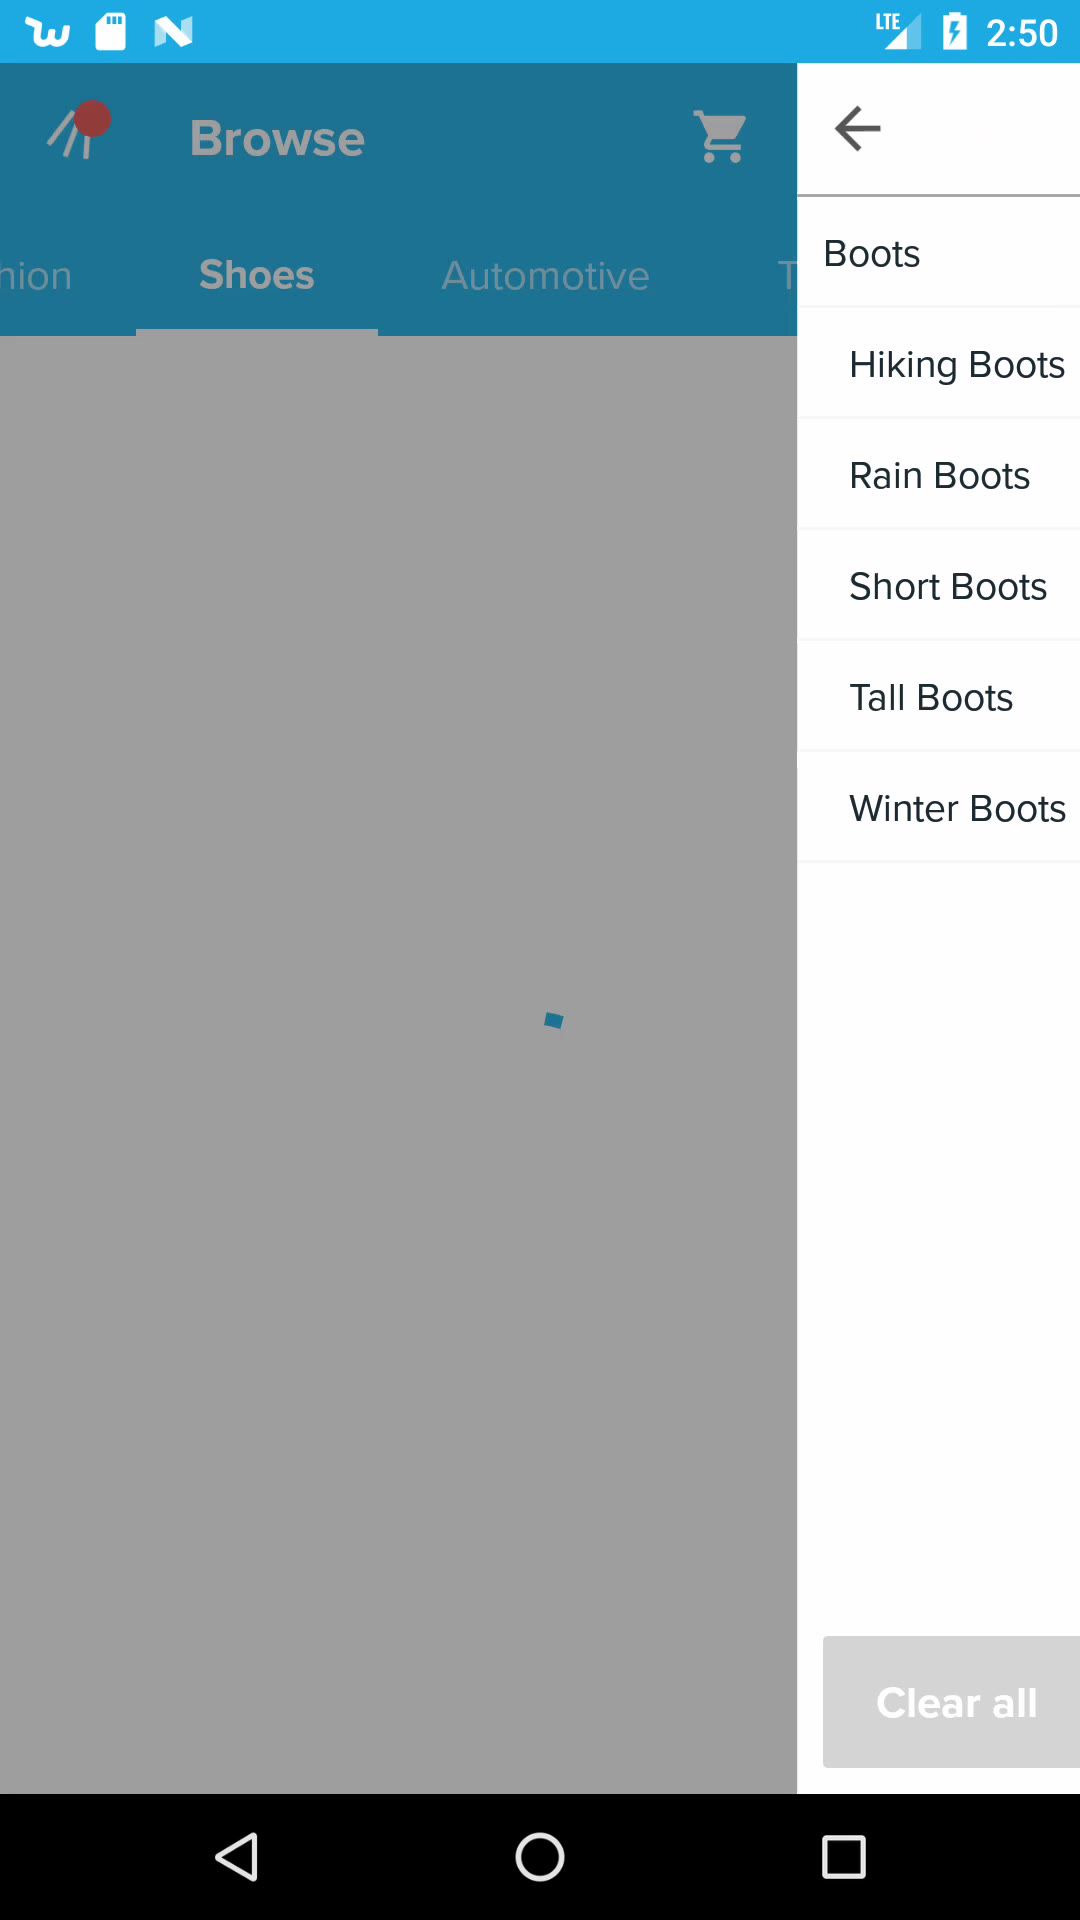 LTE 2:50
Browse
hion Shoes Automotive T
Boots
Hiking Boots
Rain Boots
Short Boots
Tall Boots
Winter Boots
Clear all